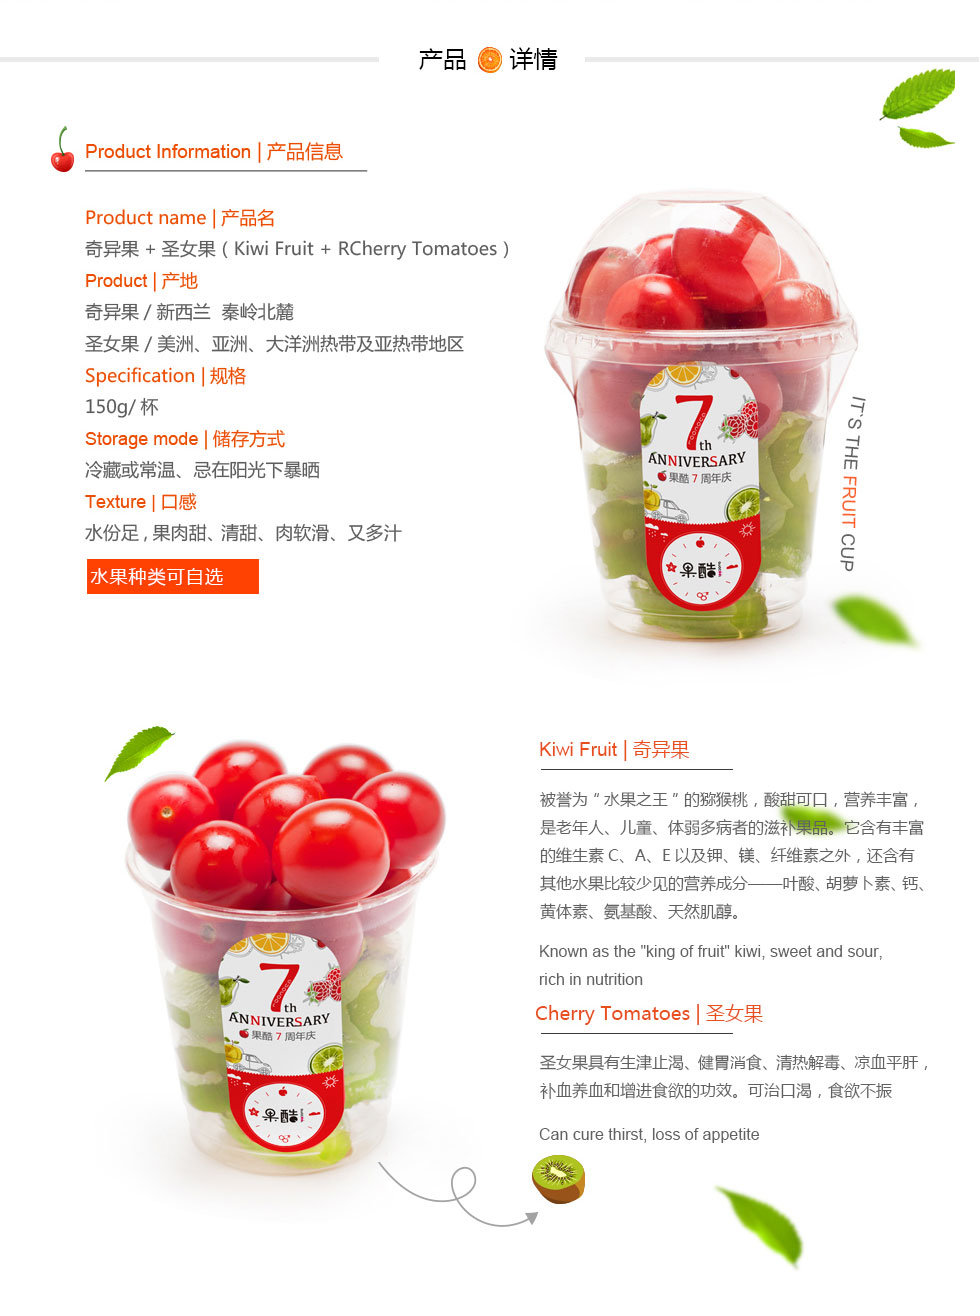 产品 详情
Product Information | 产品信息
Product name | 产品名
奇异果 + 圣女果 ( Kiwi Fruit + RCherry Tomatoes )
Product | 产地
奇异果 / 新西兰 秦岭北麓
圣女果 / 美洲、亚洲、大洋洲热带及亚热带地区
Specification | 规格
150g/ 杯
Storage mode | 储存方式
冷藏或常温、忌在阳光下暴晒
Texture | 口感
水份足 , 果肉甜、清甜、肉软滑、又多汁
水果种类可自选
7th
ANNIVERSARY
果酷 7 周年庆
果酷
IT`S THE FRUIT CUP
Kiwi Fruit | 奇异果
被誉为 “ 水果之王 ” 的猕猴桃 , 酸甜可口 , 营养丰富 ,
是老年人、儿童、体弱多病者的滋补果品。它含有丰富
的维生素 C、A、E 以及钾、镁、纤维素之外 , 还含有
其他水果比较少见的营养成分——叶酸、胡萝卜素、钙、
黄体素、氨基酸、天然肌醇。
Known as the "king of fruit" kiwi, sweet and sour,
rich in nutrition
Cherry Tomatoes | 圣女果
圣女果具有生津止渴、健胃消食、清热解毒、凉血平肝 ,
补血养血和增进食欲的功效。可治口渴 , 食欲不振
Can cure thirst, loss of appetite
7th
ANNIVERSARY
果酷 7 周年庆
果酷